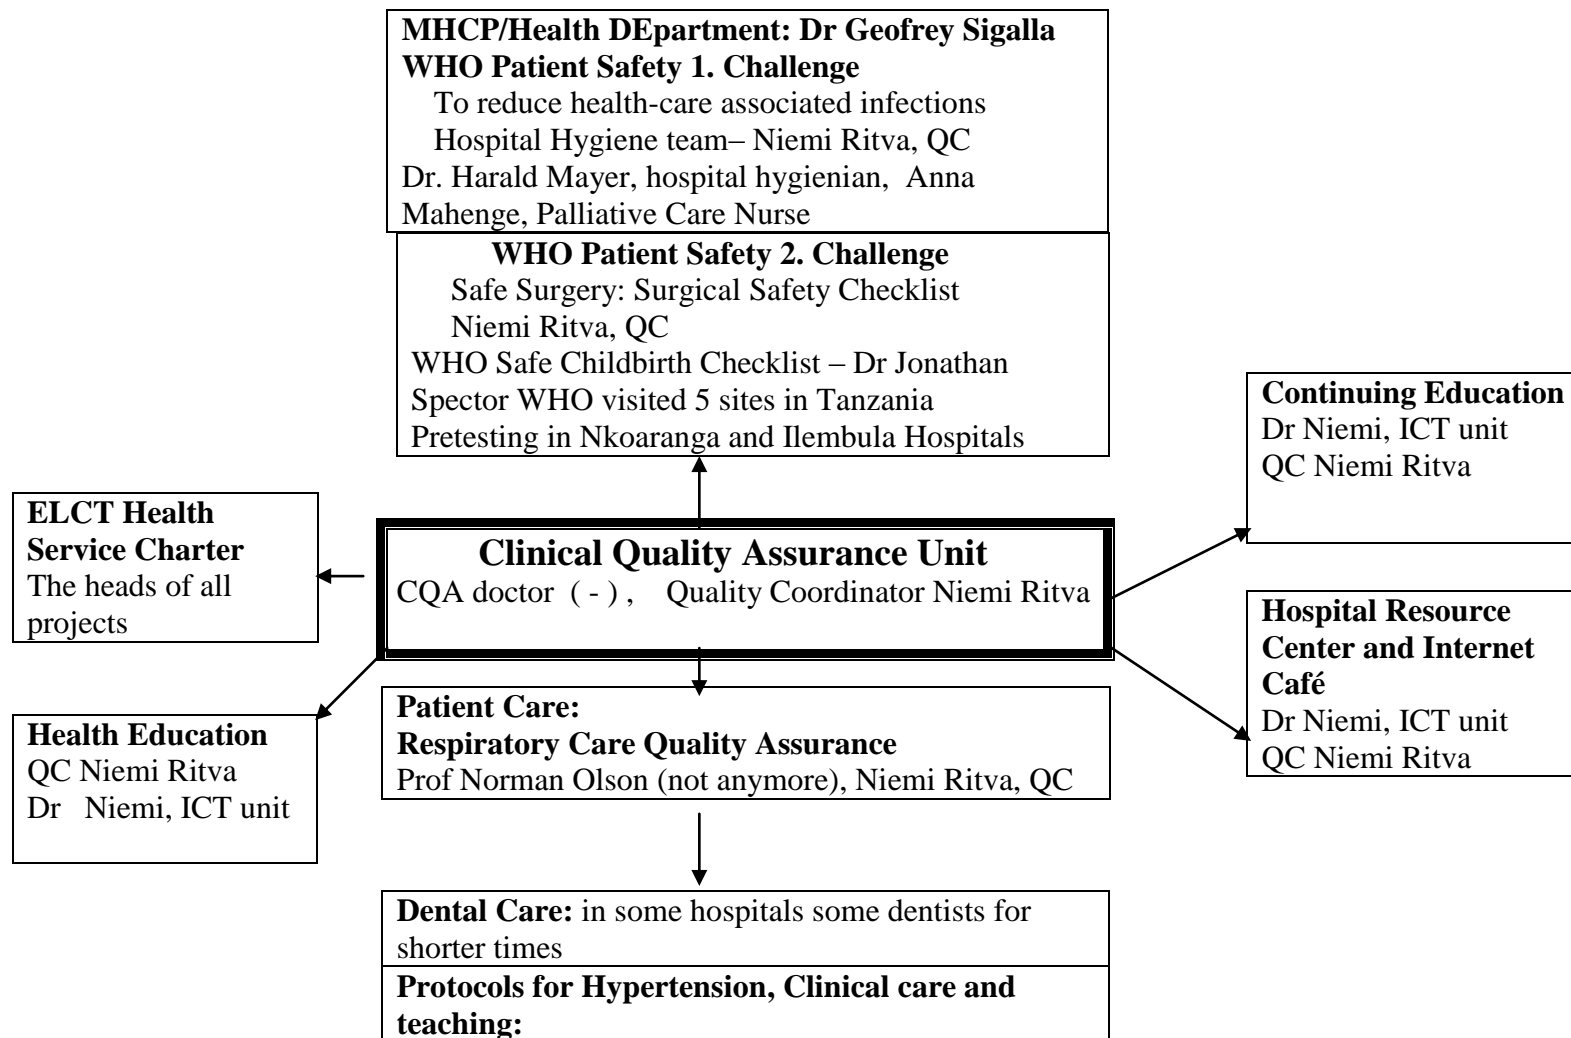 MHCP/Health DEpartment: Dr Geofrey Sigalla
WHO Patient Safety 1. Challenge
To reduce health-care associated infections
Hospital Hygiene team– Niemi Ritva, QC
Dr. Harald Mayer, hospital hygienian, Anna
Mahenge, Palliative Care Nurse
WHO Patient Safety 2. Challenge
Safe Surgery: Surgical Safety Checklist
Niemi Ritva, QC
WHO Safe Childbirth Checklist – Dr Jonathan
Spector WHO visited 5 sites in Tanzania
Pretesting in Nkoaranga and Ilembula Hospitals
Continuing Education
Dr Niemi, ICT unit
QC Niemi Ritva
ELCT Health
Service Charter
The heads of all
projects
Clinical Quality Assurance Unit
CQA doctor ( - ) , Quality Coordinator Niemi Ritva
Hospital Resource
Center and Internet
Café
Dr Niemi, ICT unit
QC Niemi Ritva
Health Education
QC Niemi Ritva
Dr Niemi, ICT unit
Patient Care:
Respiratory Care Quality Assurance
Prof Norman Olson (not anymore), Niemi Ritva, QC
Dental Care: in some hospitals some dentists for
shorter times
Protocols for Hypertension, Clinical care and
teaching: